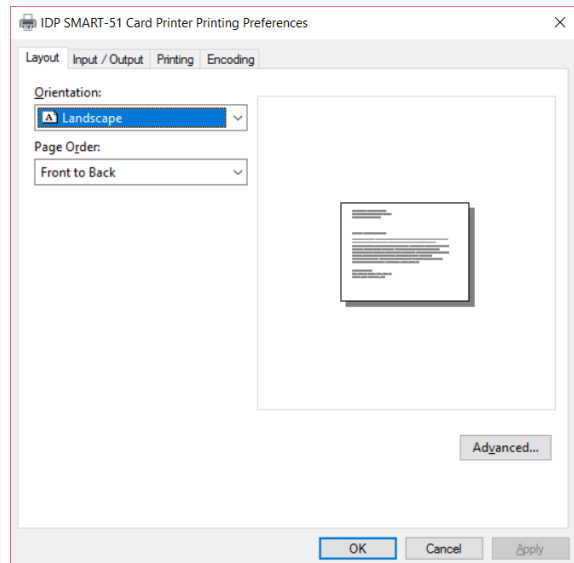 IDP SMART-51 Card Printer Printing Preferences
Layout Input / Output Printing Encoding
Orientation:
A Landscape
Page Order:
Front to Back
Advanced...
OK Cancel Apply